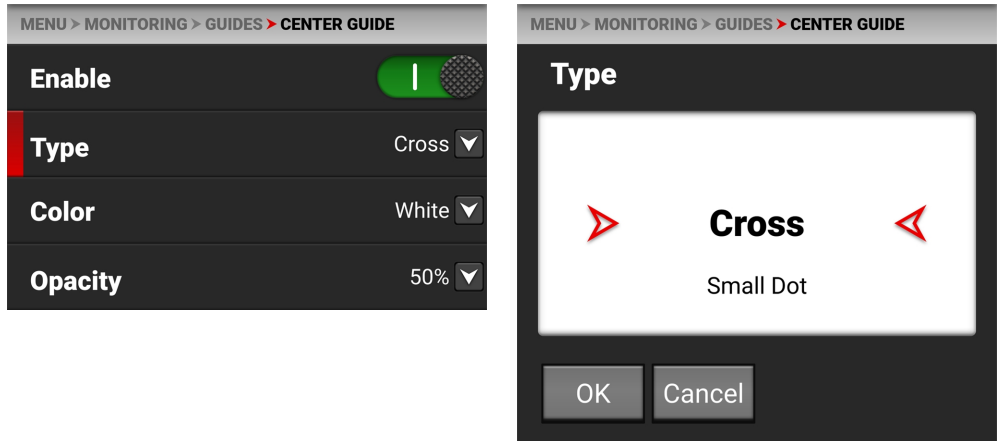 MENU > MONITORING > GUIDES > CENTER GUIDE
Enable
Type Cross
Color White
Opacity 50%
MENU > MONITORING > GUIDES > CENTER GUIDE
Type
Cross
Small Dot
OK Cancel